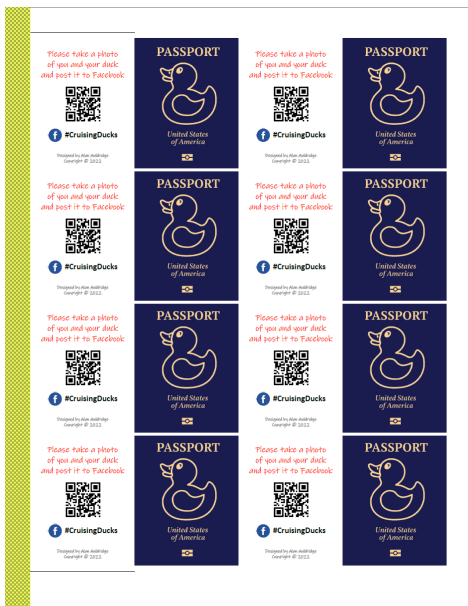 Please take a photo
of you and your duck
and post it to Facebook
#CruisingDucks
Designed by Alan Auldridge
Copyright © 2022
PASSPORT
United States
of America
Please take a photo
of you and your duck
and post it to Facebook
#CruisingDucks
Designed by Alan Auldridge
Copyright © 2022
PASSPORT
United States
of America
Please take a photo
of you and your duck
and post it to Facebook
#CruisingDucks
Designed by Alan Auldridge
Copyright © 2022
PASSPORT
United States
of America
Please take a photo
of you and your duck
and post it to Facebook
#CruisingDucks
Designed by Alan Auldridge
Copyright © 2022
PASSPORT
United States
of America
Please take a photo
of you and your duck
and post it to Facebook
#CruisingDucks
Designed by Alan Auldridge
Copyright © 2022
PASSPORT
United States
of America
Please take a photo
of you and your duck
and post it to Facebook
#CruisingDucks
Designed by Alan Auldridge
Copyright © 2022
PASSPORT
United States
of America
Please take a photo
of you and your duck
and post it to Facebook
#CruisingDucks
Designed by Alan Auldridge
Copyright © 2022
PASSPORT
United States
of America
Please take a photo
of you and your duck
and post it to Facebook
#CruisingDucks
Designed by Alan Auldridge
Copyright © 2022
PASSPORT
United States
of America